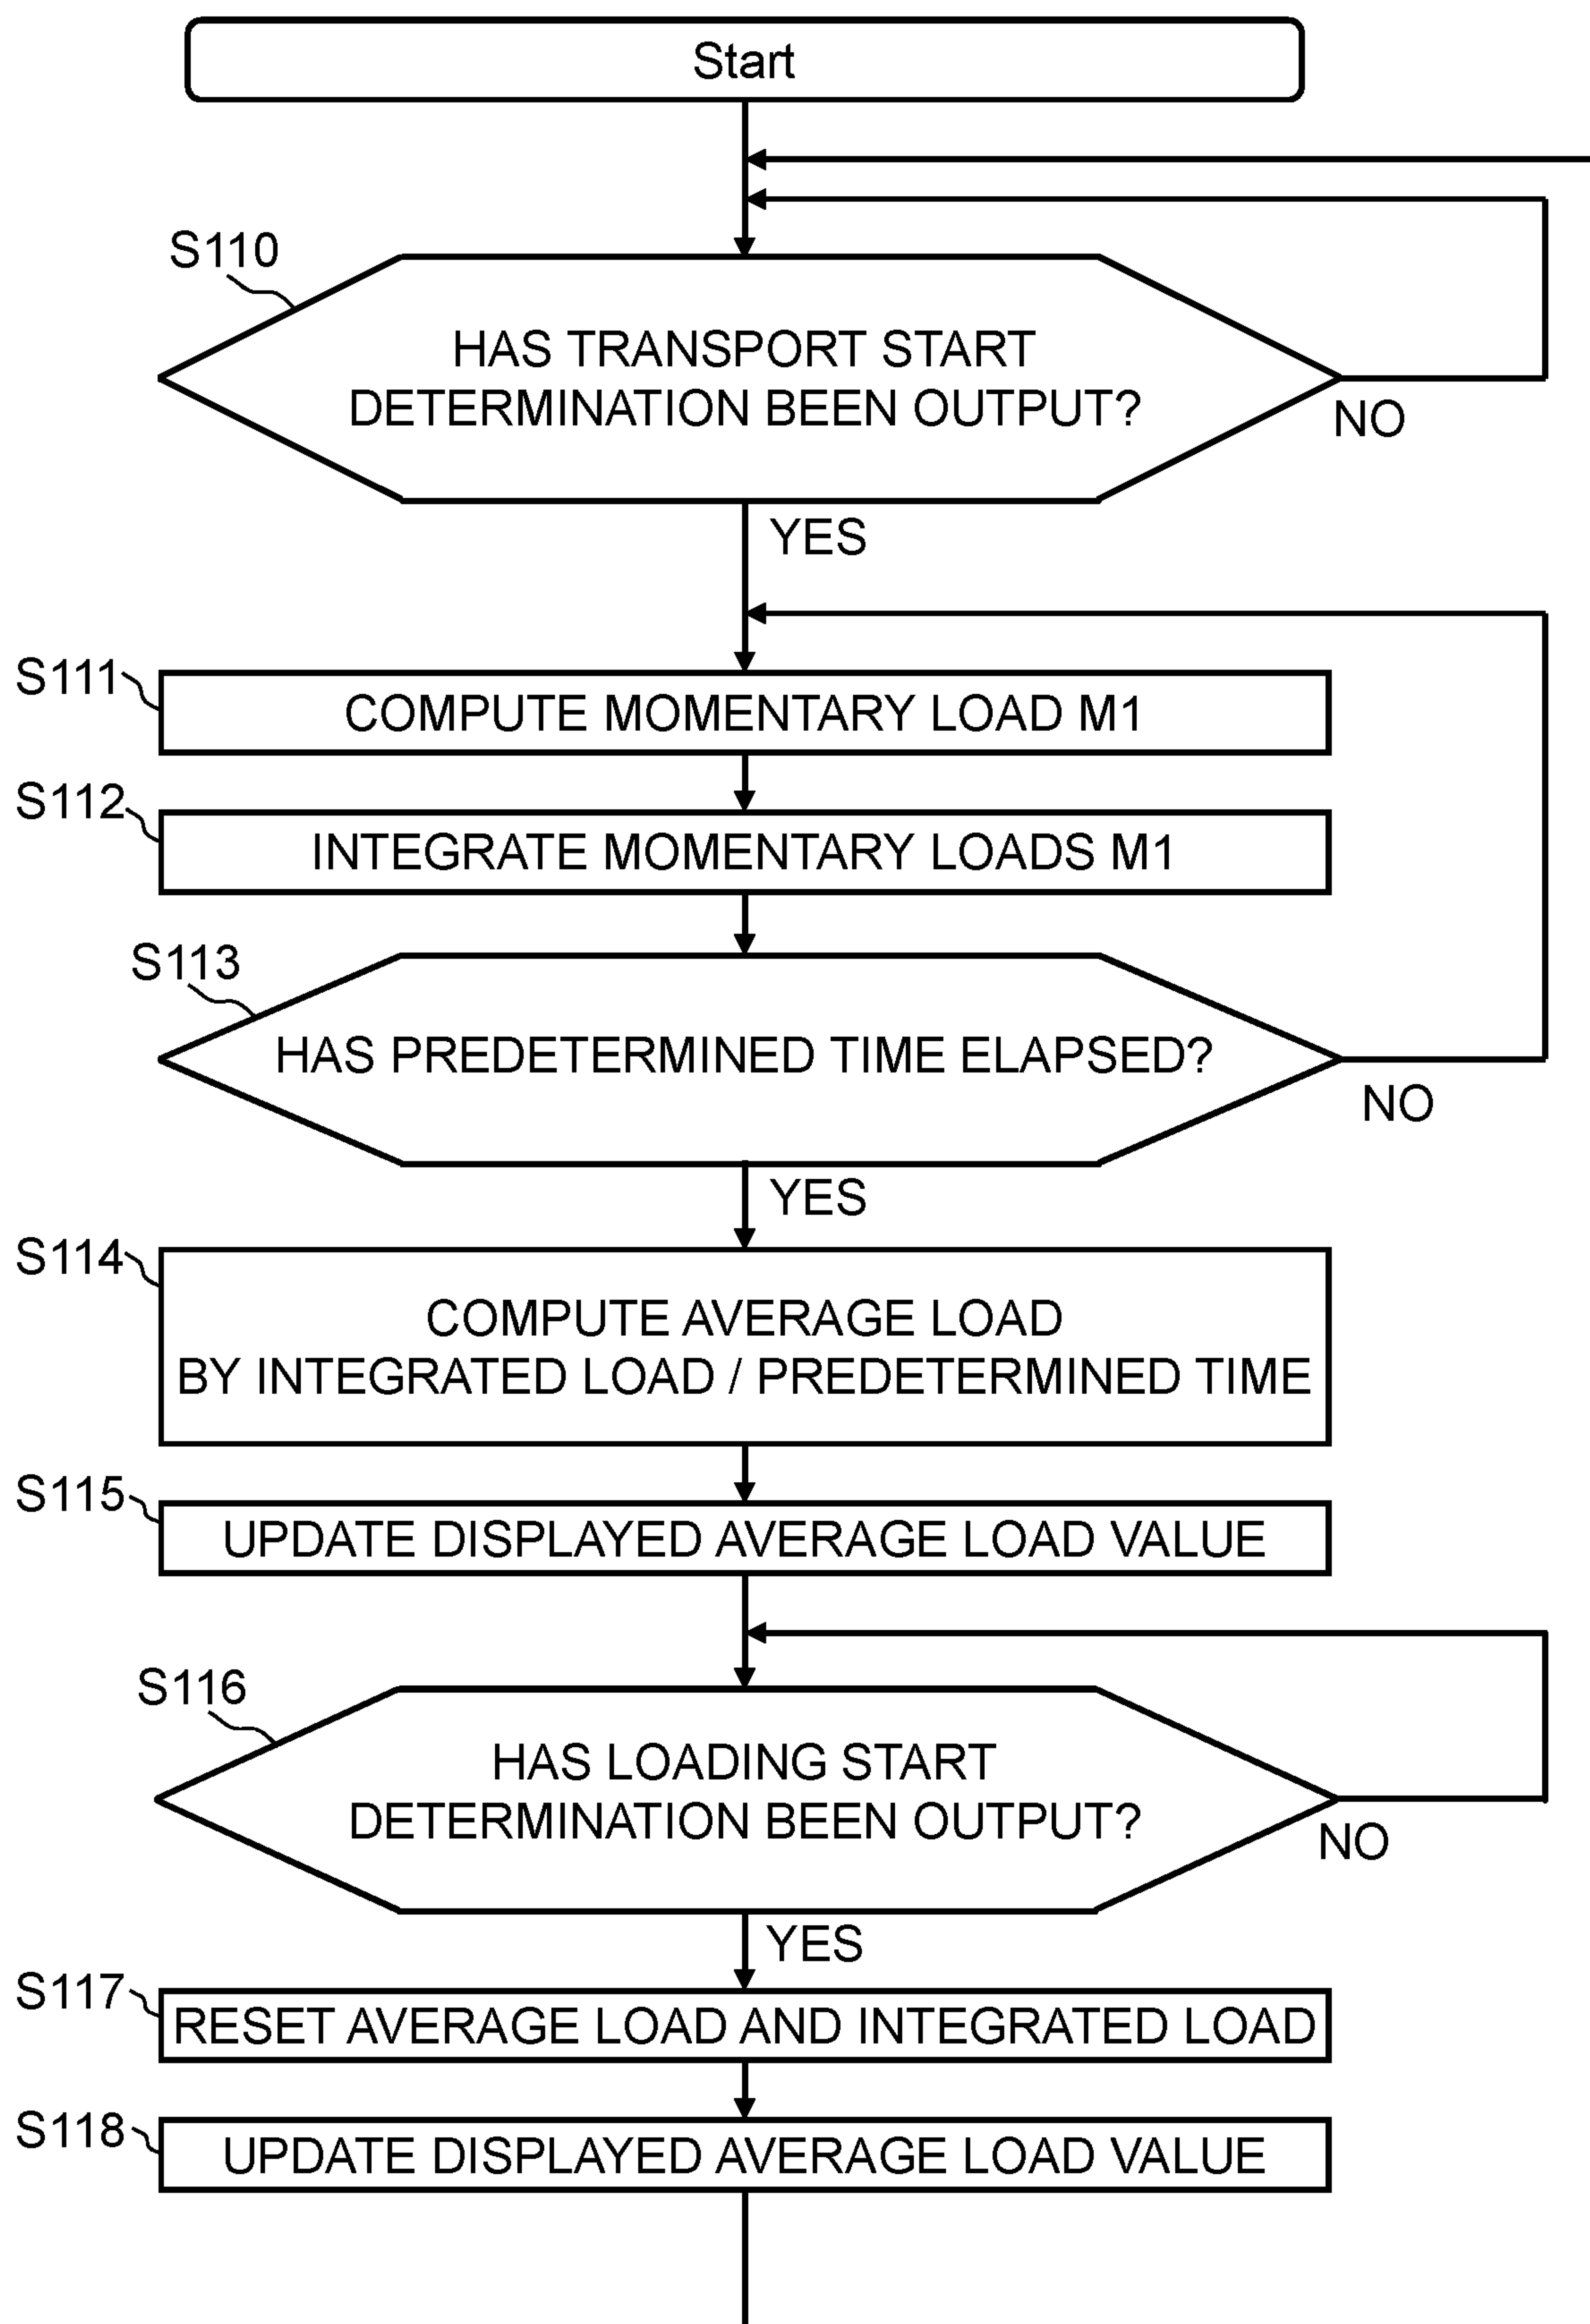 Start
S110
HAS TRANSPORT START
DETERMINATION BEEN OUTPUT?
NO
YES
S111
COMPUTE MOMENTARY LOAD M1
S112
INTEGRATE MOMENTARY LOADS M1
S113
HAS PREDETERMINED TIME ELAPSED?
NO
YES
S114
COMPUTE AVERAGE LOAD
BY INTEGRATED LOAD / PREDETERMINED TIME
S115
UPDATE DISPLAYED AVERAGE LOAD VALUE
S116
HAS LOADING START
DETERMINATION BEEN OUTPUT?
NO
YES
S117
RESET AVERAGE LOAD AND INTEGRATED LOAD
S118
UPDATE DISPLAYED AVERAGE LOAD VALUE